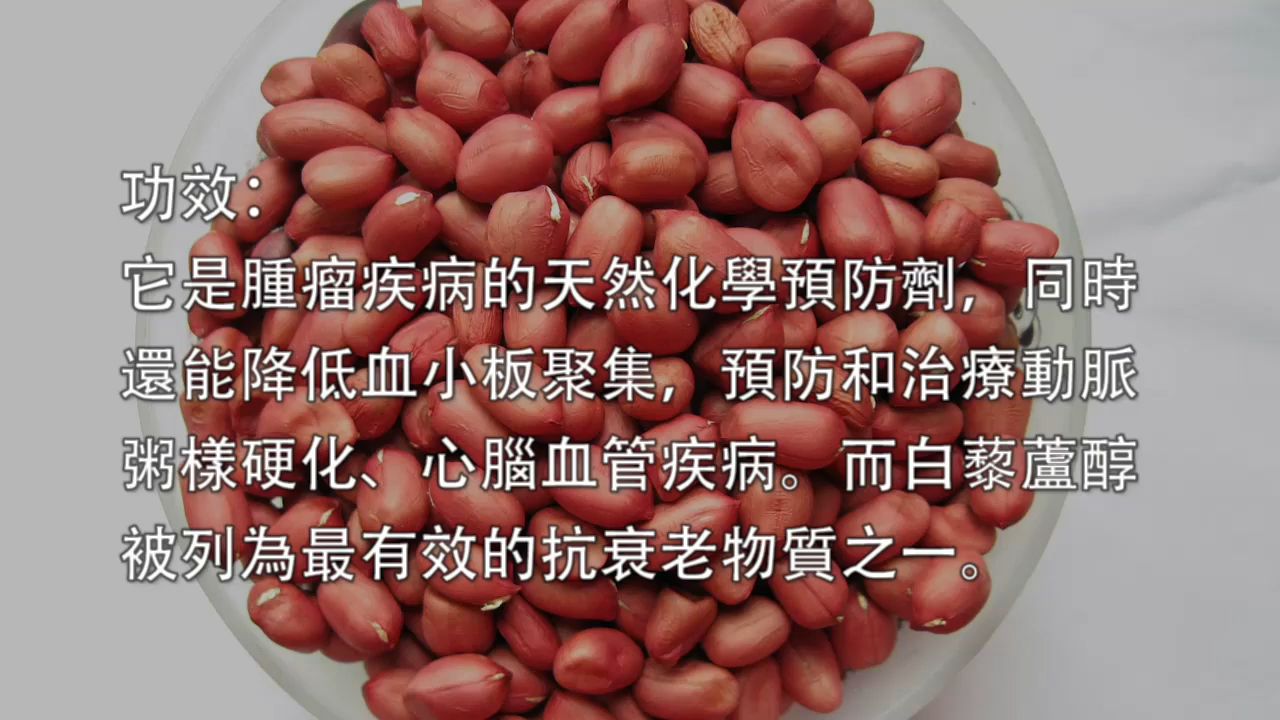 功效：
它是腫瘤疾病的天然化學預防劑，同時
還能降低血小板聚集，預防和治療動脈
粥樣硬化、心腦血管疾病。而白藜蘆醇
被列為最有效的抗衰老物質之一。